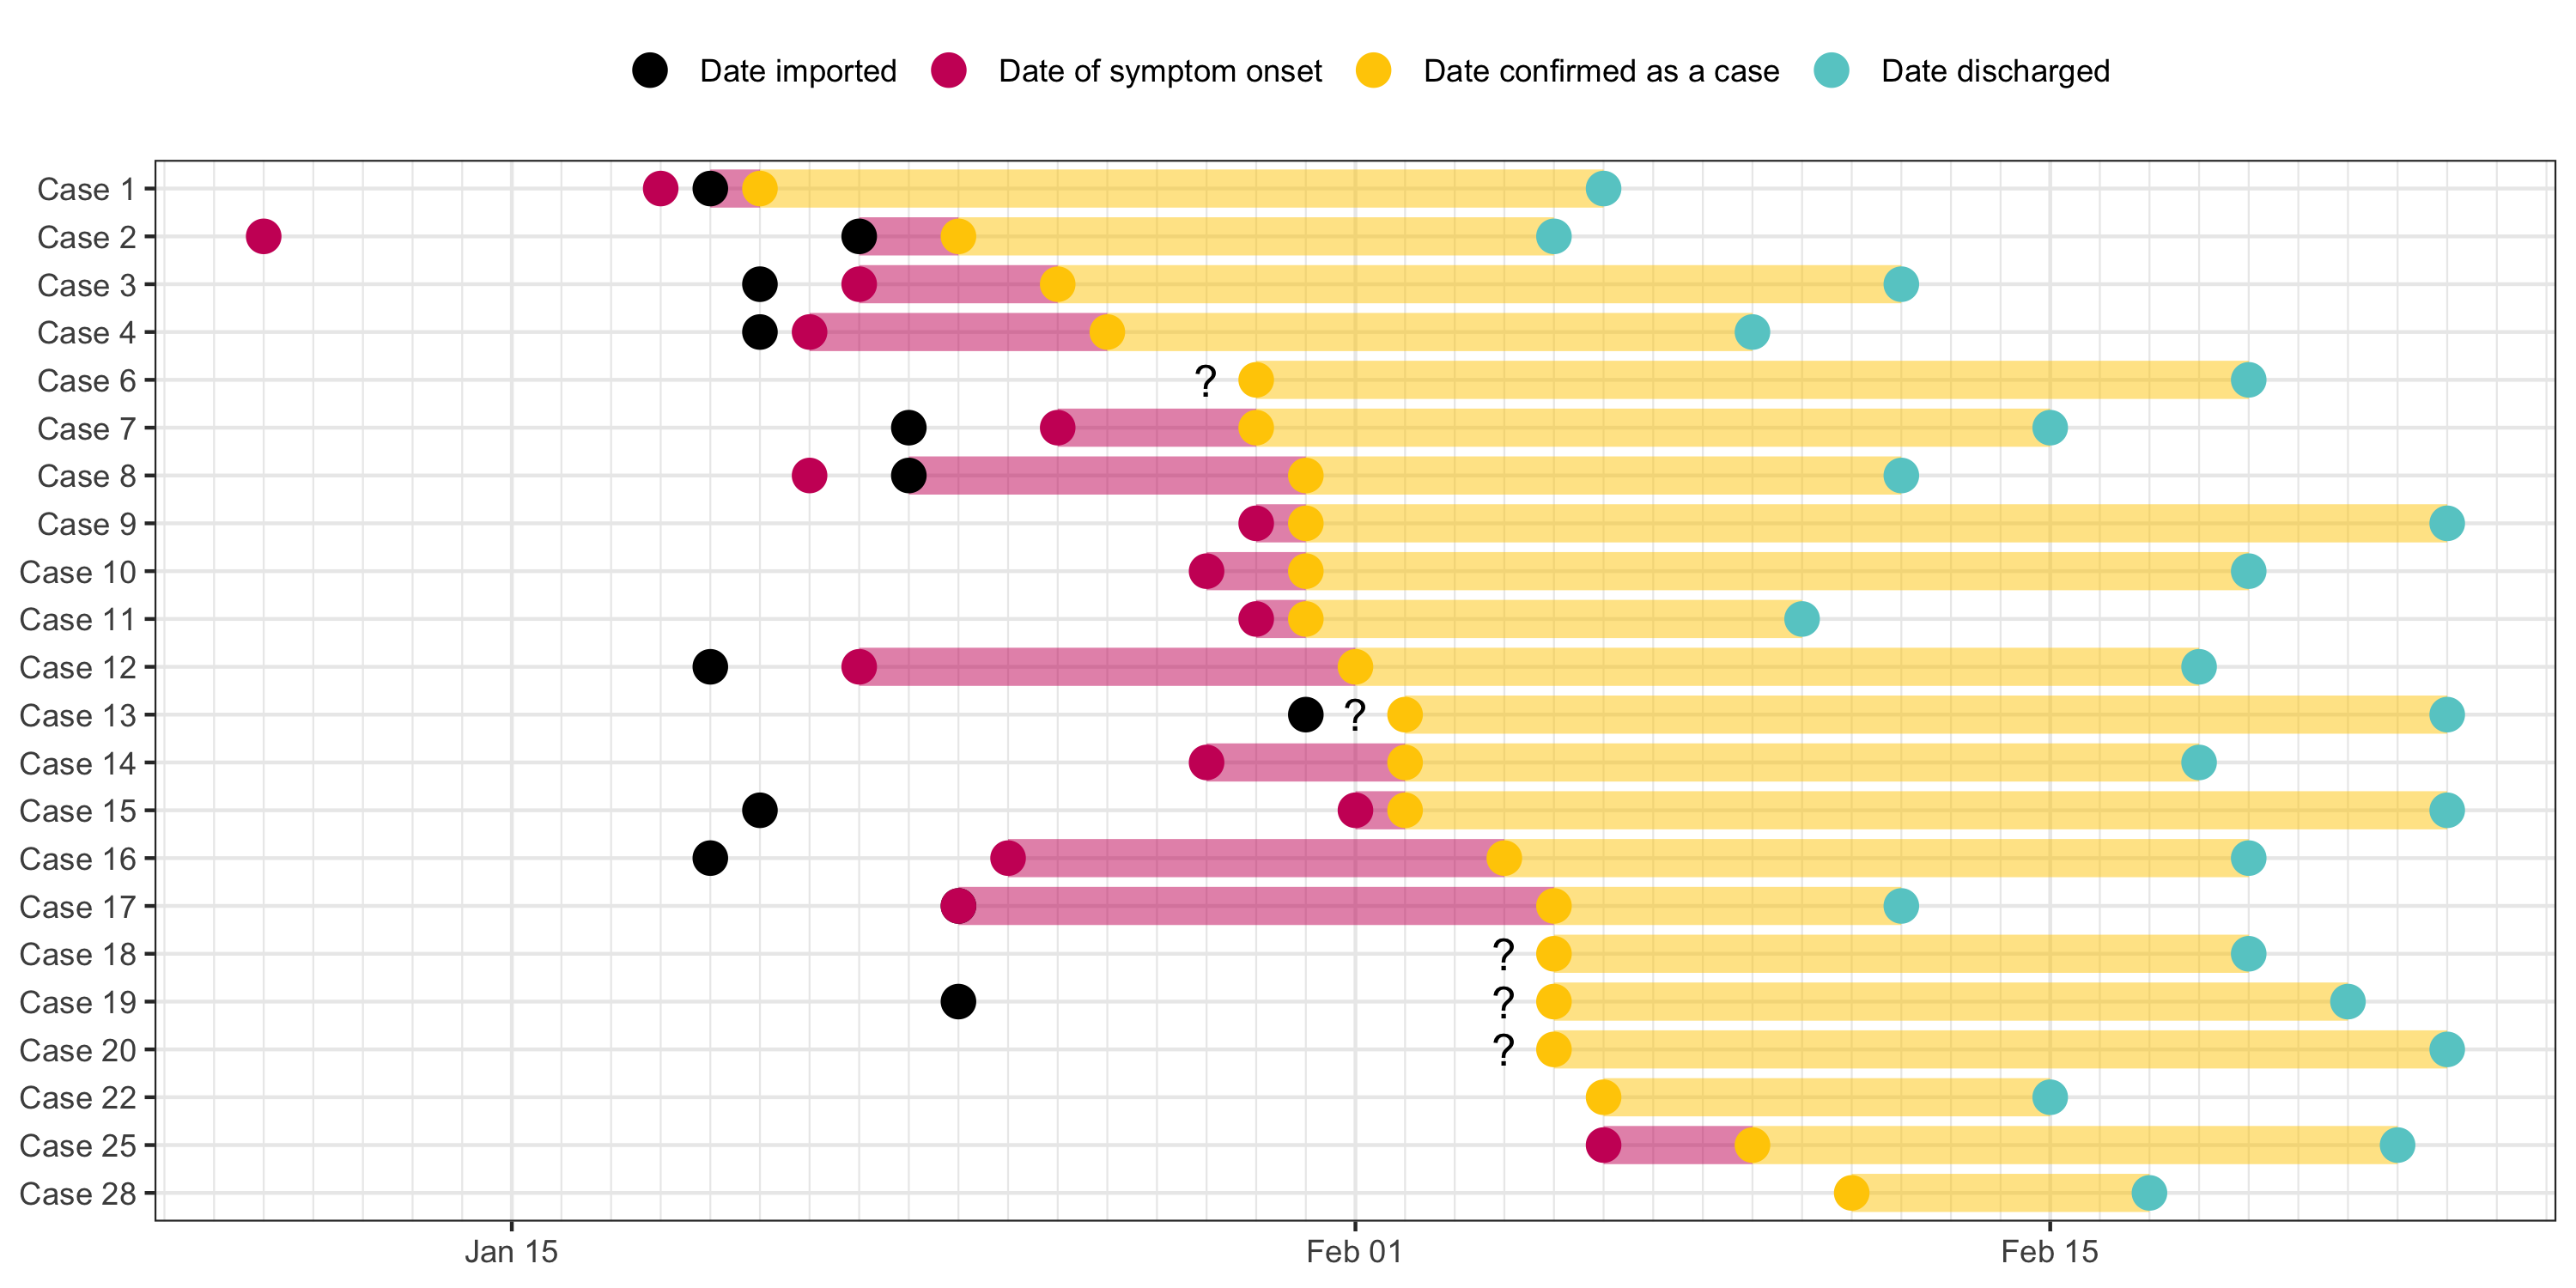 Date imported Date of symptom onset Date confirmed as a case Date discharged
Case 1
Case 2
Case 3
Case 4
Case 6
?
Case 7
Case 8
Case 9
Case 10
Case 11
Case 12
Case 13
?
Case 14
Case 15
Case 16
Case 17
Case 18
?
Case 19
?
Case 20
?
Case 22
Case 25
Case 28
Jan 15 Feb 01 Feb 15